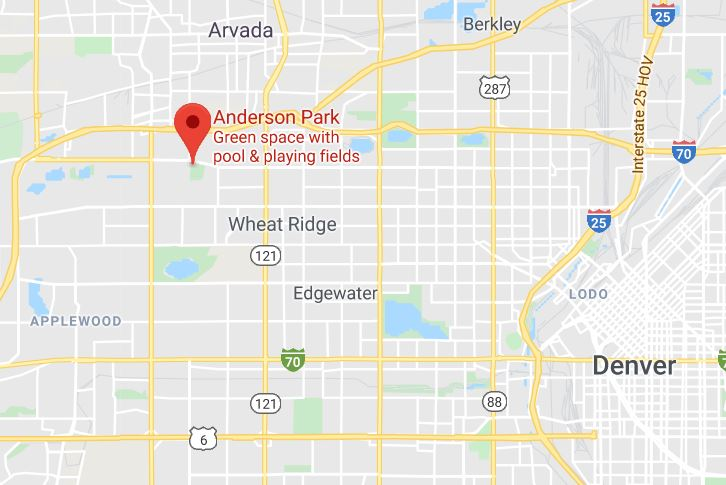 25
Berkley
Arvada
287
Anderson Park
Green space with
pool & playing fields
Interstate 25 HOV
70
25
Wheat Ridge
121
Edgewater
LODO
APPLEWOOD
70
Denver
121
88
6